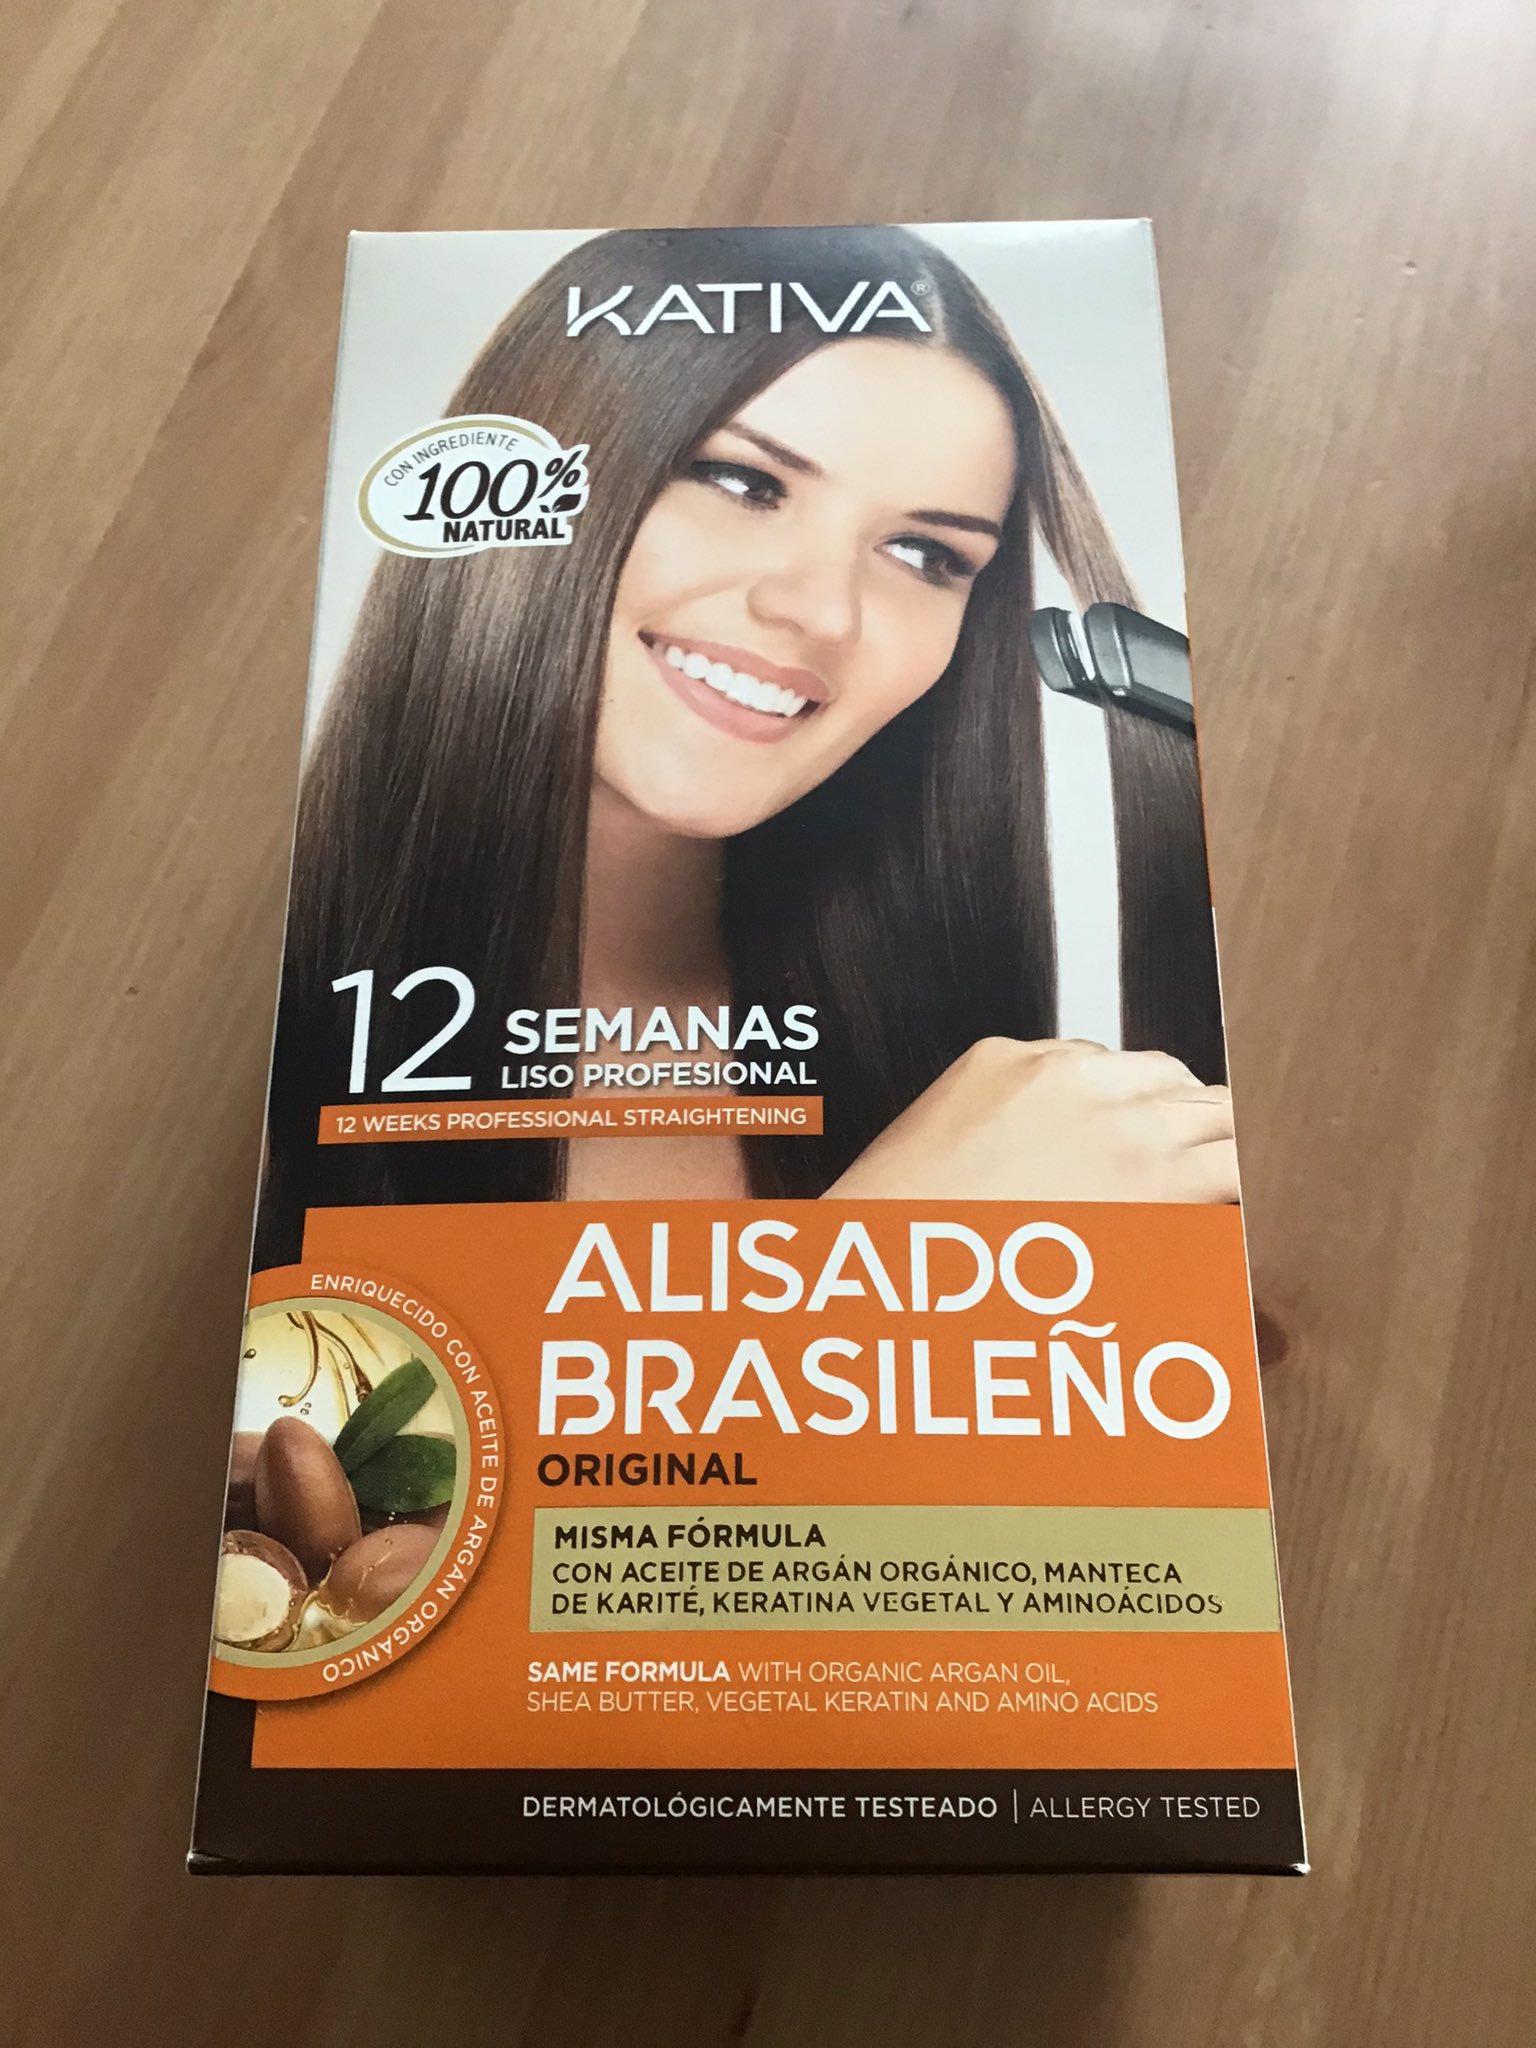 KATIVA®
CON INGREDIENTE
100%
NATURAL
12 SEMANAS
LISO PROFESIONAL
12 WEEKS PROFESSIONAL STRAIGHTENING
ALISADO
BRASILEÑO
ORIGINAL
ENRIQUECIDO CON ACEITE DE ARGÁN ORGÁNICO
MISMA FÓRMULA
CON ACEITE DE ARGÁN ORGÁNICO, MANTECA
DE KARITÉ, KERATINA VEGETAL Y AMINOÁCIDOS
SAME FORMULA WITH ORGANIC ARGAN OIL,
SHEA BUTTER, VEGETAL KERATIN AND AMINO ACIDS
DERMATOLÓGICAMENTE TESTEADO | ALLERGY TESTED